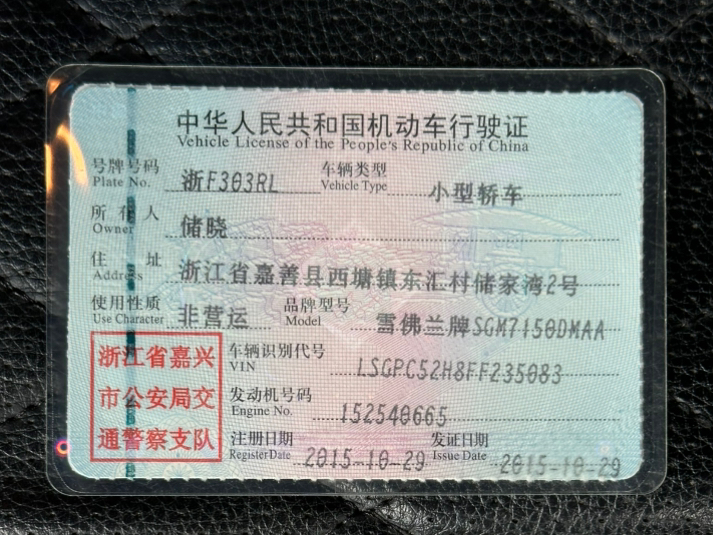 中华人民共和国机动车行驶证
Vehicle License of the People's Republic of China
号牌号码 浙F303RL 车辆类型 小型轿车
Plate No. Vehicle Type
所有人 储晓
Owner
住址 浙江省嘉善县西塘镇东汇村储家湾2号
Address
使用性质 非营运 品牌型号 雪佛兰牌SGM7150DMAA
Use Character Model
浙江省嘉兴
市公安局交
通警察支队
车辆识别代号 LSGPC52H8FF235083
VIN
发动机号码 152540665
Engine No.
注册日期 2015-10-29 发证日期 2015-10-29
Register Date Issue Date